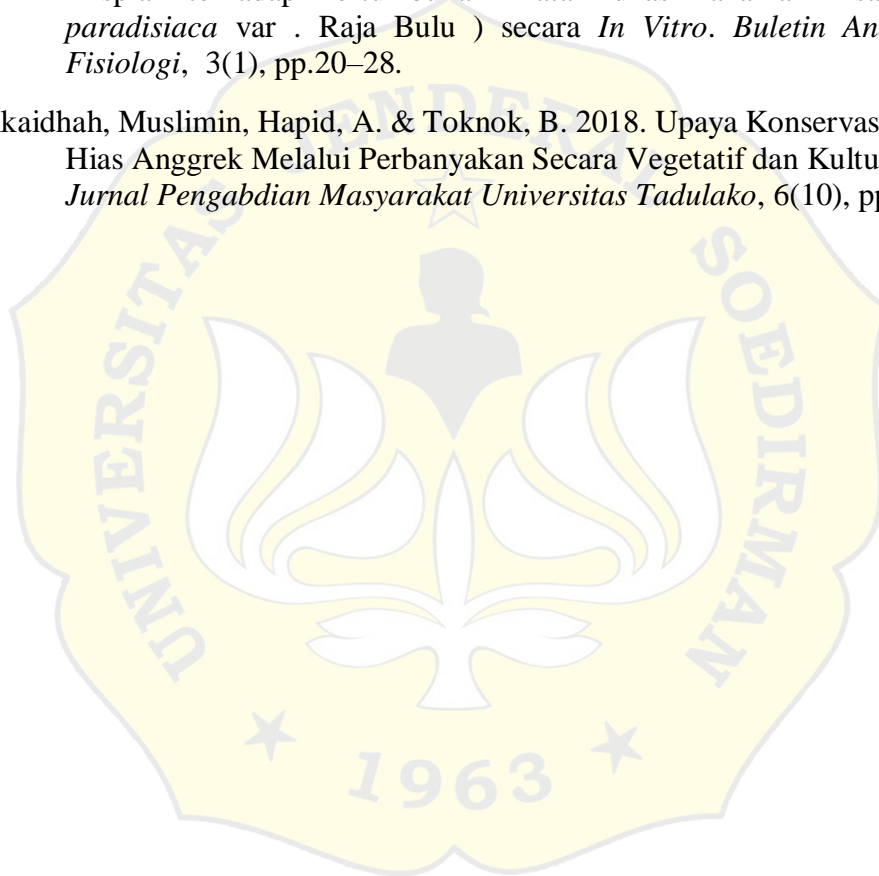 paradisiaca var . Raja Bulu ) secara In Vitro. Buletin An
Fisiologi, 3(1), pp.20–28.
kaidhah, Muslimin, Hapid, A. & Toknok, B. 2018. Upaya Konservas
Hias Anggrek Melalui Perbanyakan Secara Vegetatif dan Kultu
Jurnal Pengabdian Masyarakat Universitas Tadulako, 6(10), pp
UNIVERSITAS JENDERAL SOEDIRMAN
1963